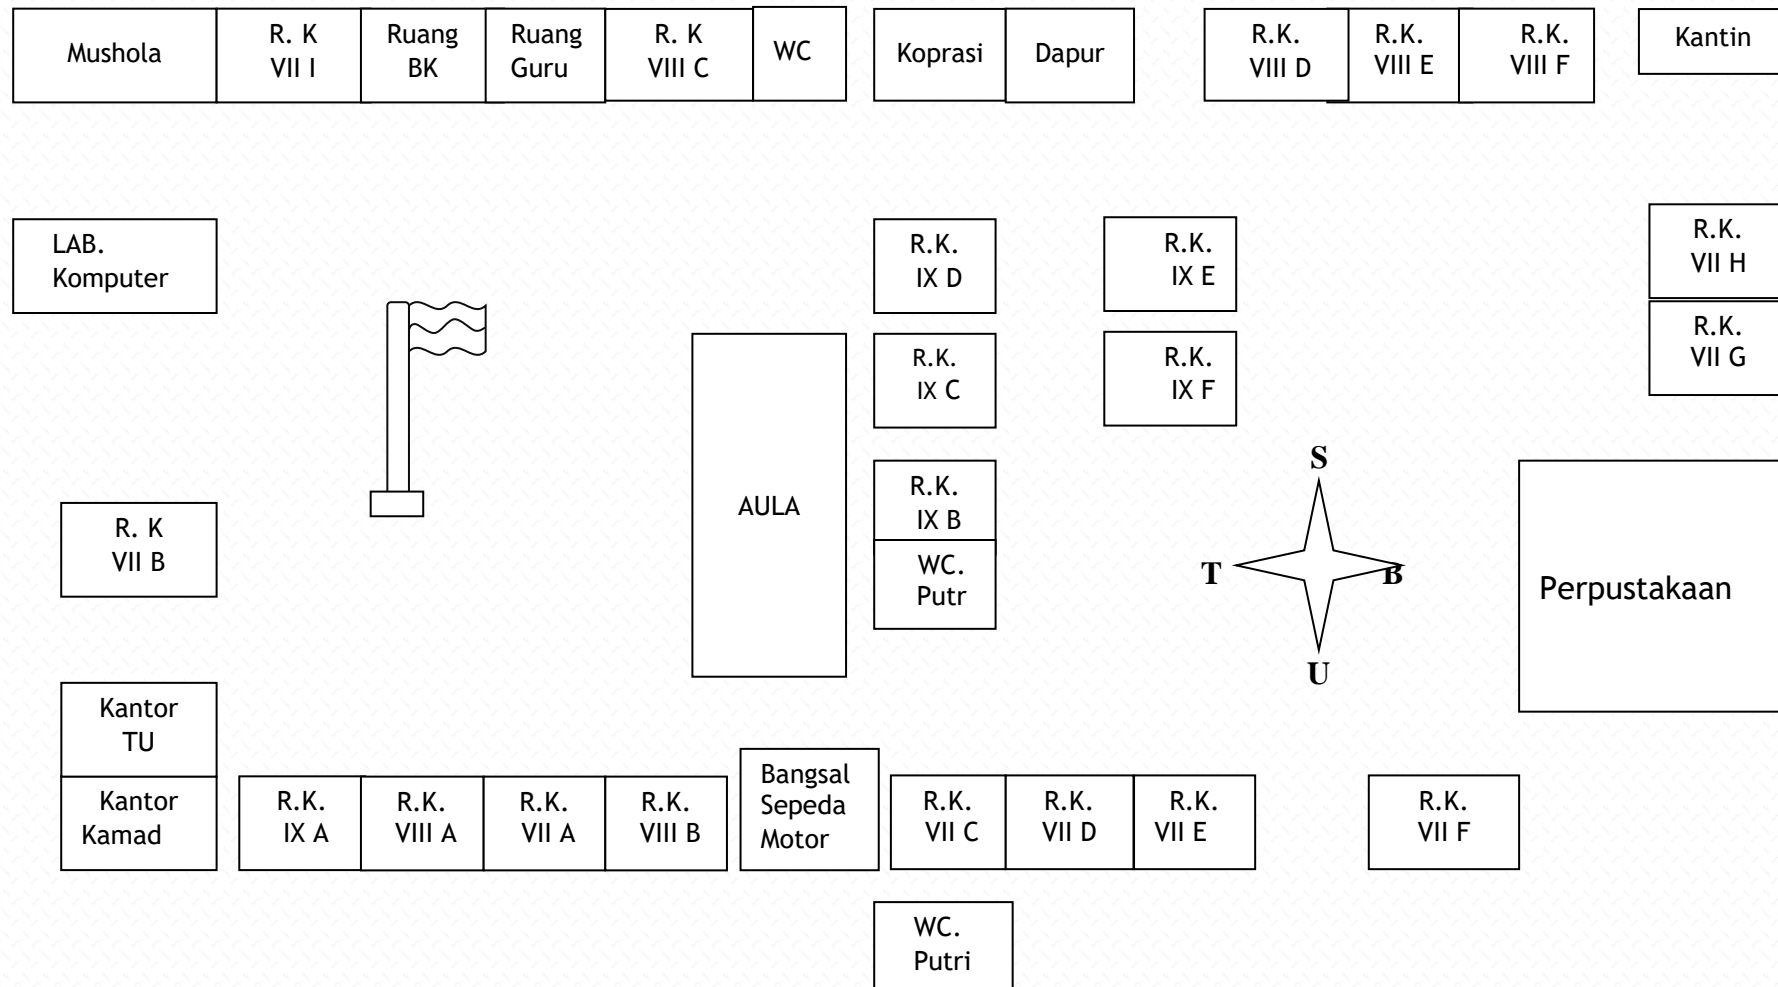 Mushola
R. K
VII I
Ruang
BK
Ruang
Guru
R. K
VIII C
WC
Koprasi
Dapur
R.K.
VIII D
R.K.
VIII E
R.K.
VIII F
Kantin
LAB.
Komputer
R.K.
IX D
R.K.
IX E
R.K.
VII H
R.K.
IX C
R.K.
IX F
R.K.
VII G
AULA
R.K.
IX B
WC.
Putr
S
T
B
U
Perpustakaan
R. K
VII B
Kantor
TU
Kantor
Kamad
R.K.
IX A
R.K.
VIII A
R.K.
VII A
R.K.
VIII B
Bangsal
Sepeda
Motor
R.K.
VII C
R.K.
VII D
R.K.
VII E
R.K.
VII F
WC.
Putri